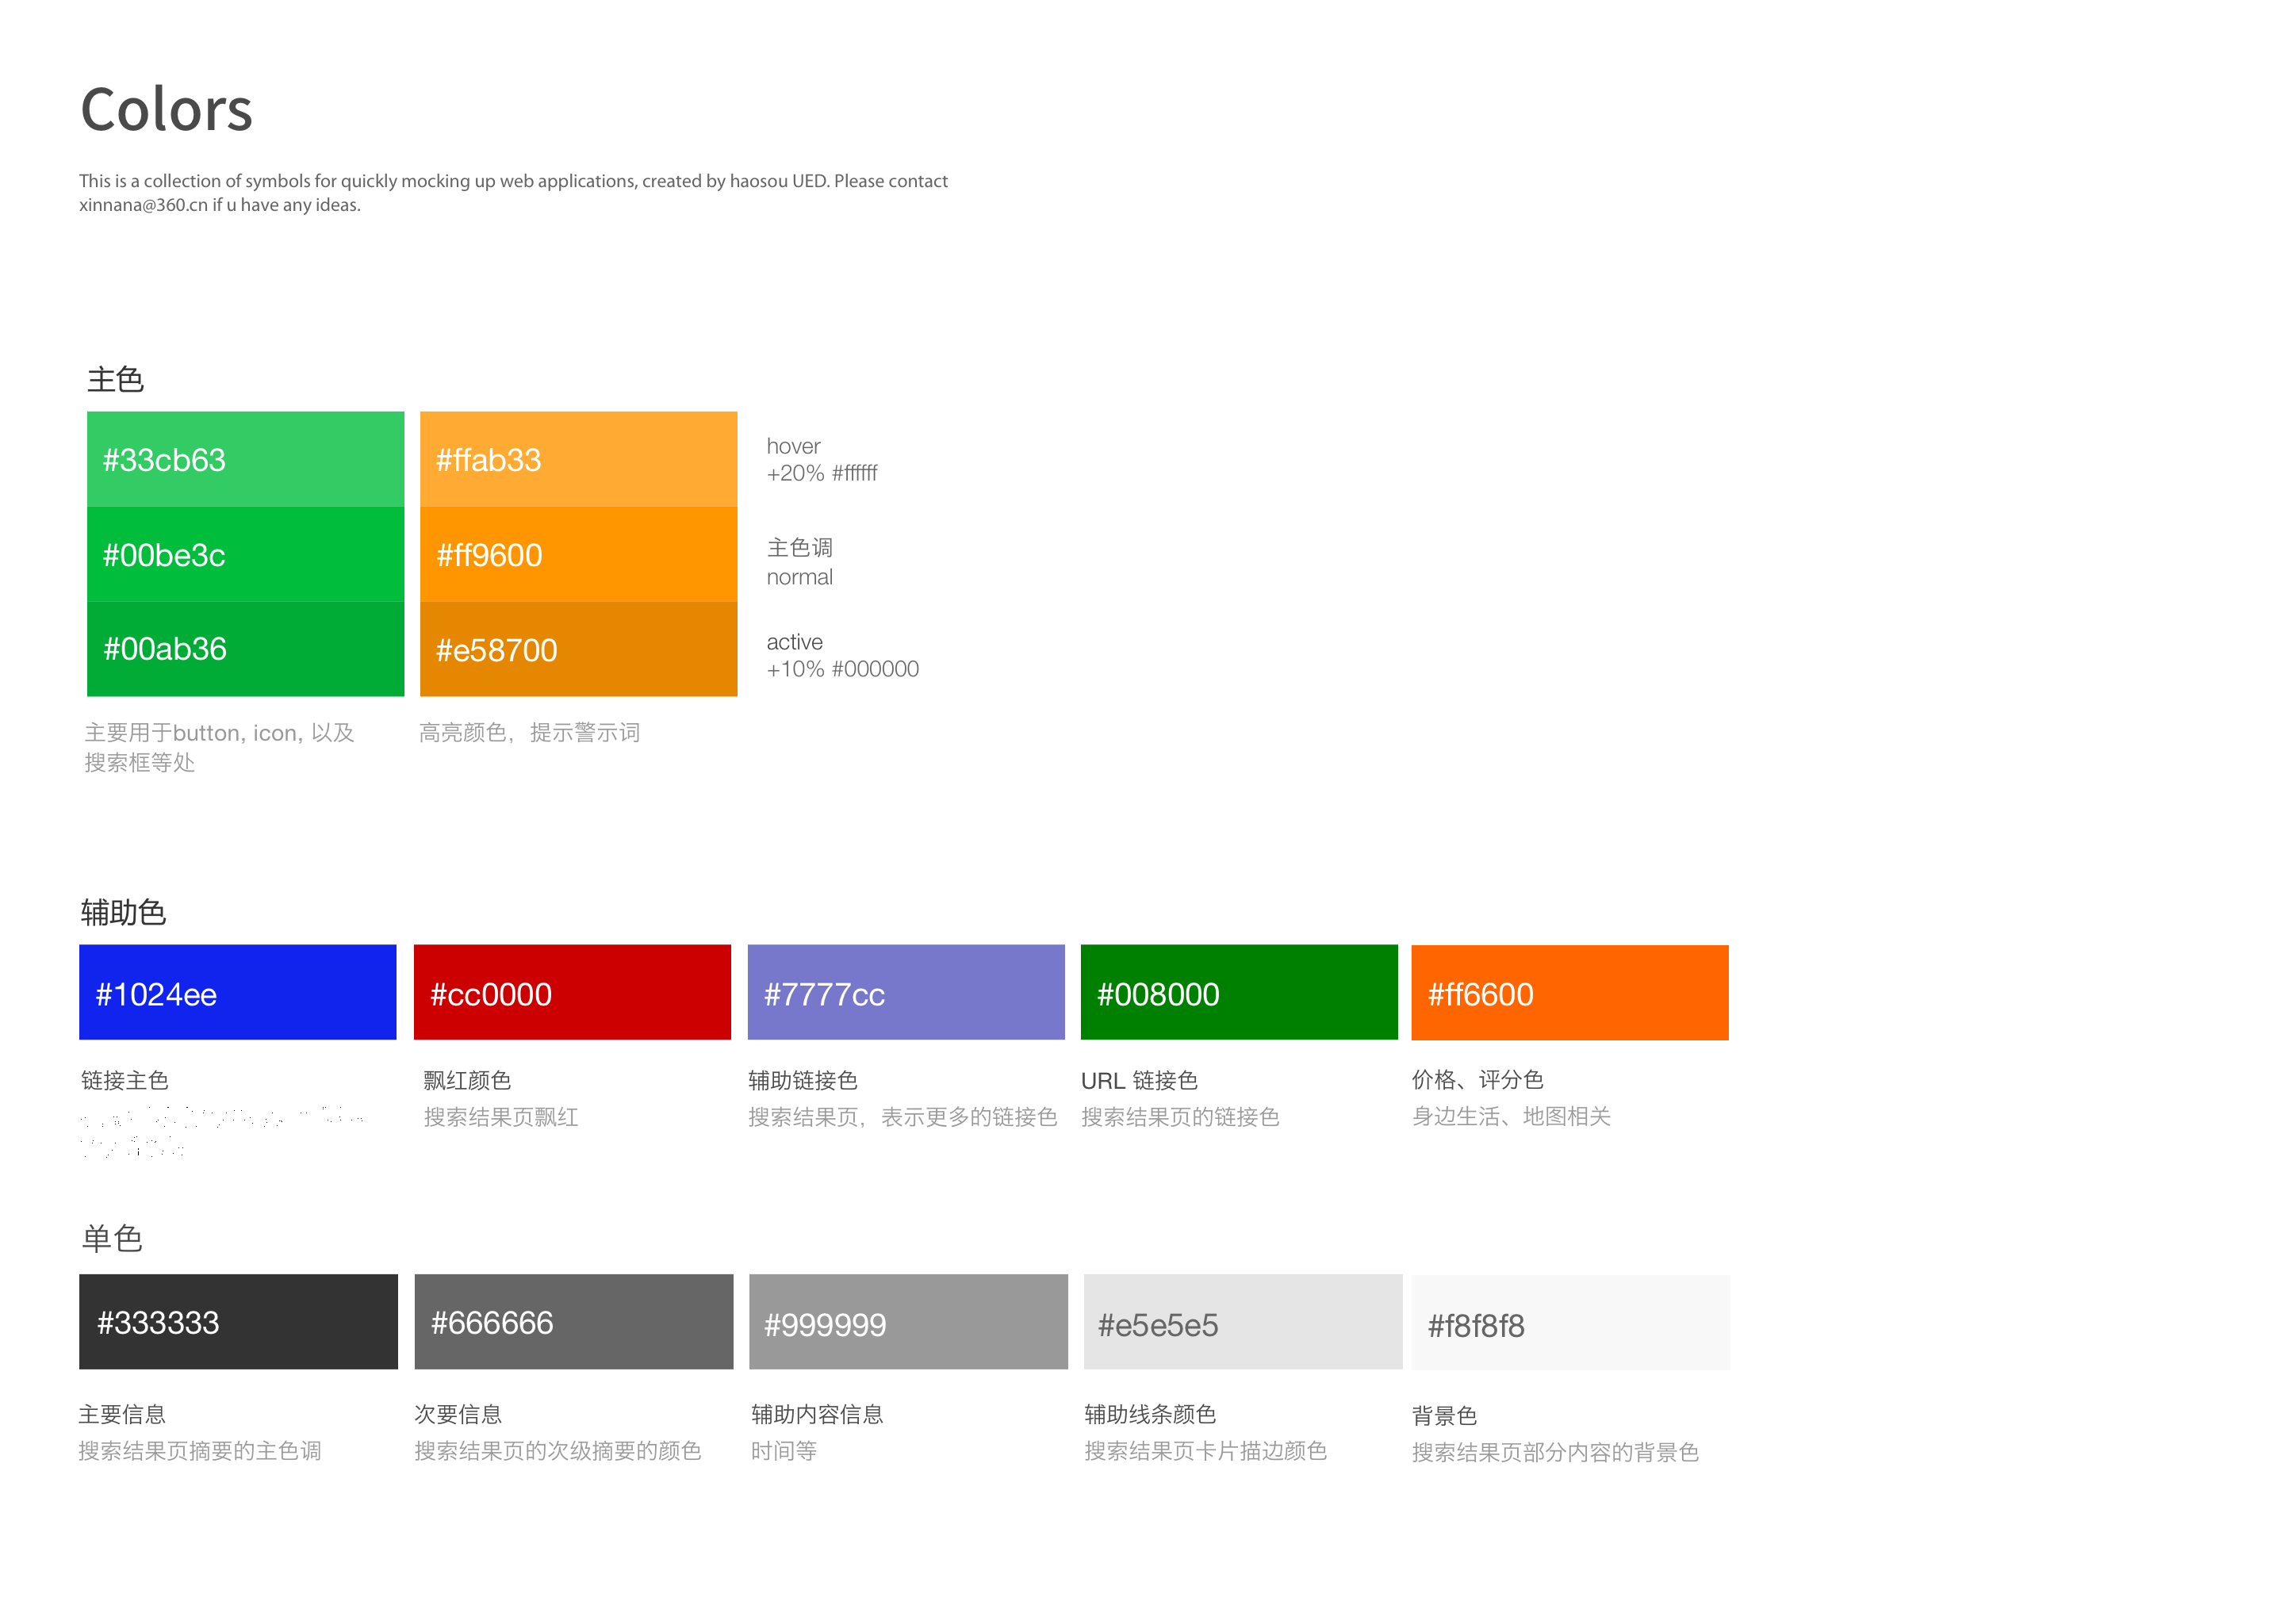 Colors
This is a collection of symbols for quickly mocking up web applications, created by haosou UED. Please contact
xinnana@360.cn if u have any ideas.
主色
#33cb63
#ffab33
hover
+20% #ffffff
#00be3c
#ff9600
主色调
normal
#00ab36
#e58700
active
+10% #000000
主要用于button, icon, 以及
搜索框等处
高亮颜色，提示警示词
辅助色
#1024ee
#cc0000
#7777cc
#008000
#ff6600
链接主色
飘红颜色
搜索结果页飘红
辅助链接色
搜索结果页，表示更多的链接色
URL 链接色
搜索结果页的链接色
价格、评分色
身边生活、地图相关
单色
#333333
#666666
#999999
#e5e5e5
#f8f8f8
主要信息
搜索结果页摘要的主色调
次要信息
搜索结果页的次级摘要的颜色
辅助内容信息
时间等
辅助线条颜色
搜索结果页卡片描边颜色
背景色
搜索结果页部分内容的背景色